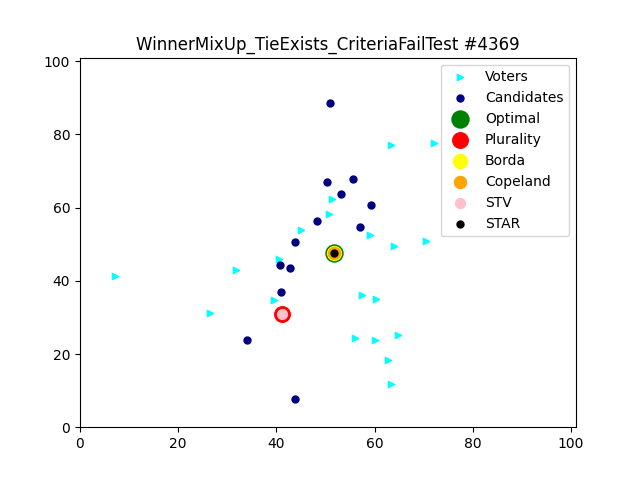 WinnerMixUp_TieExists_CriteriaFailTest #4369
100
80
60
40
20
0
0 20 40 60 80 100
Voters
Candidates
Optimal
Plurality
Borda
Copeland
STV
STAR